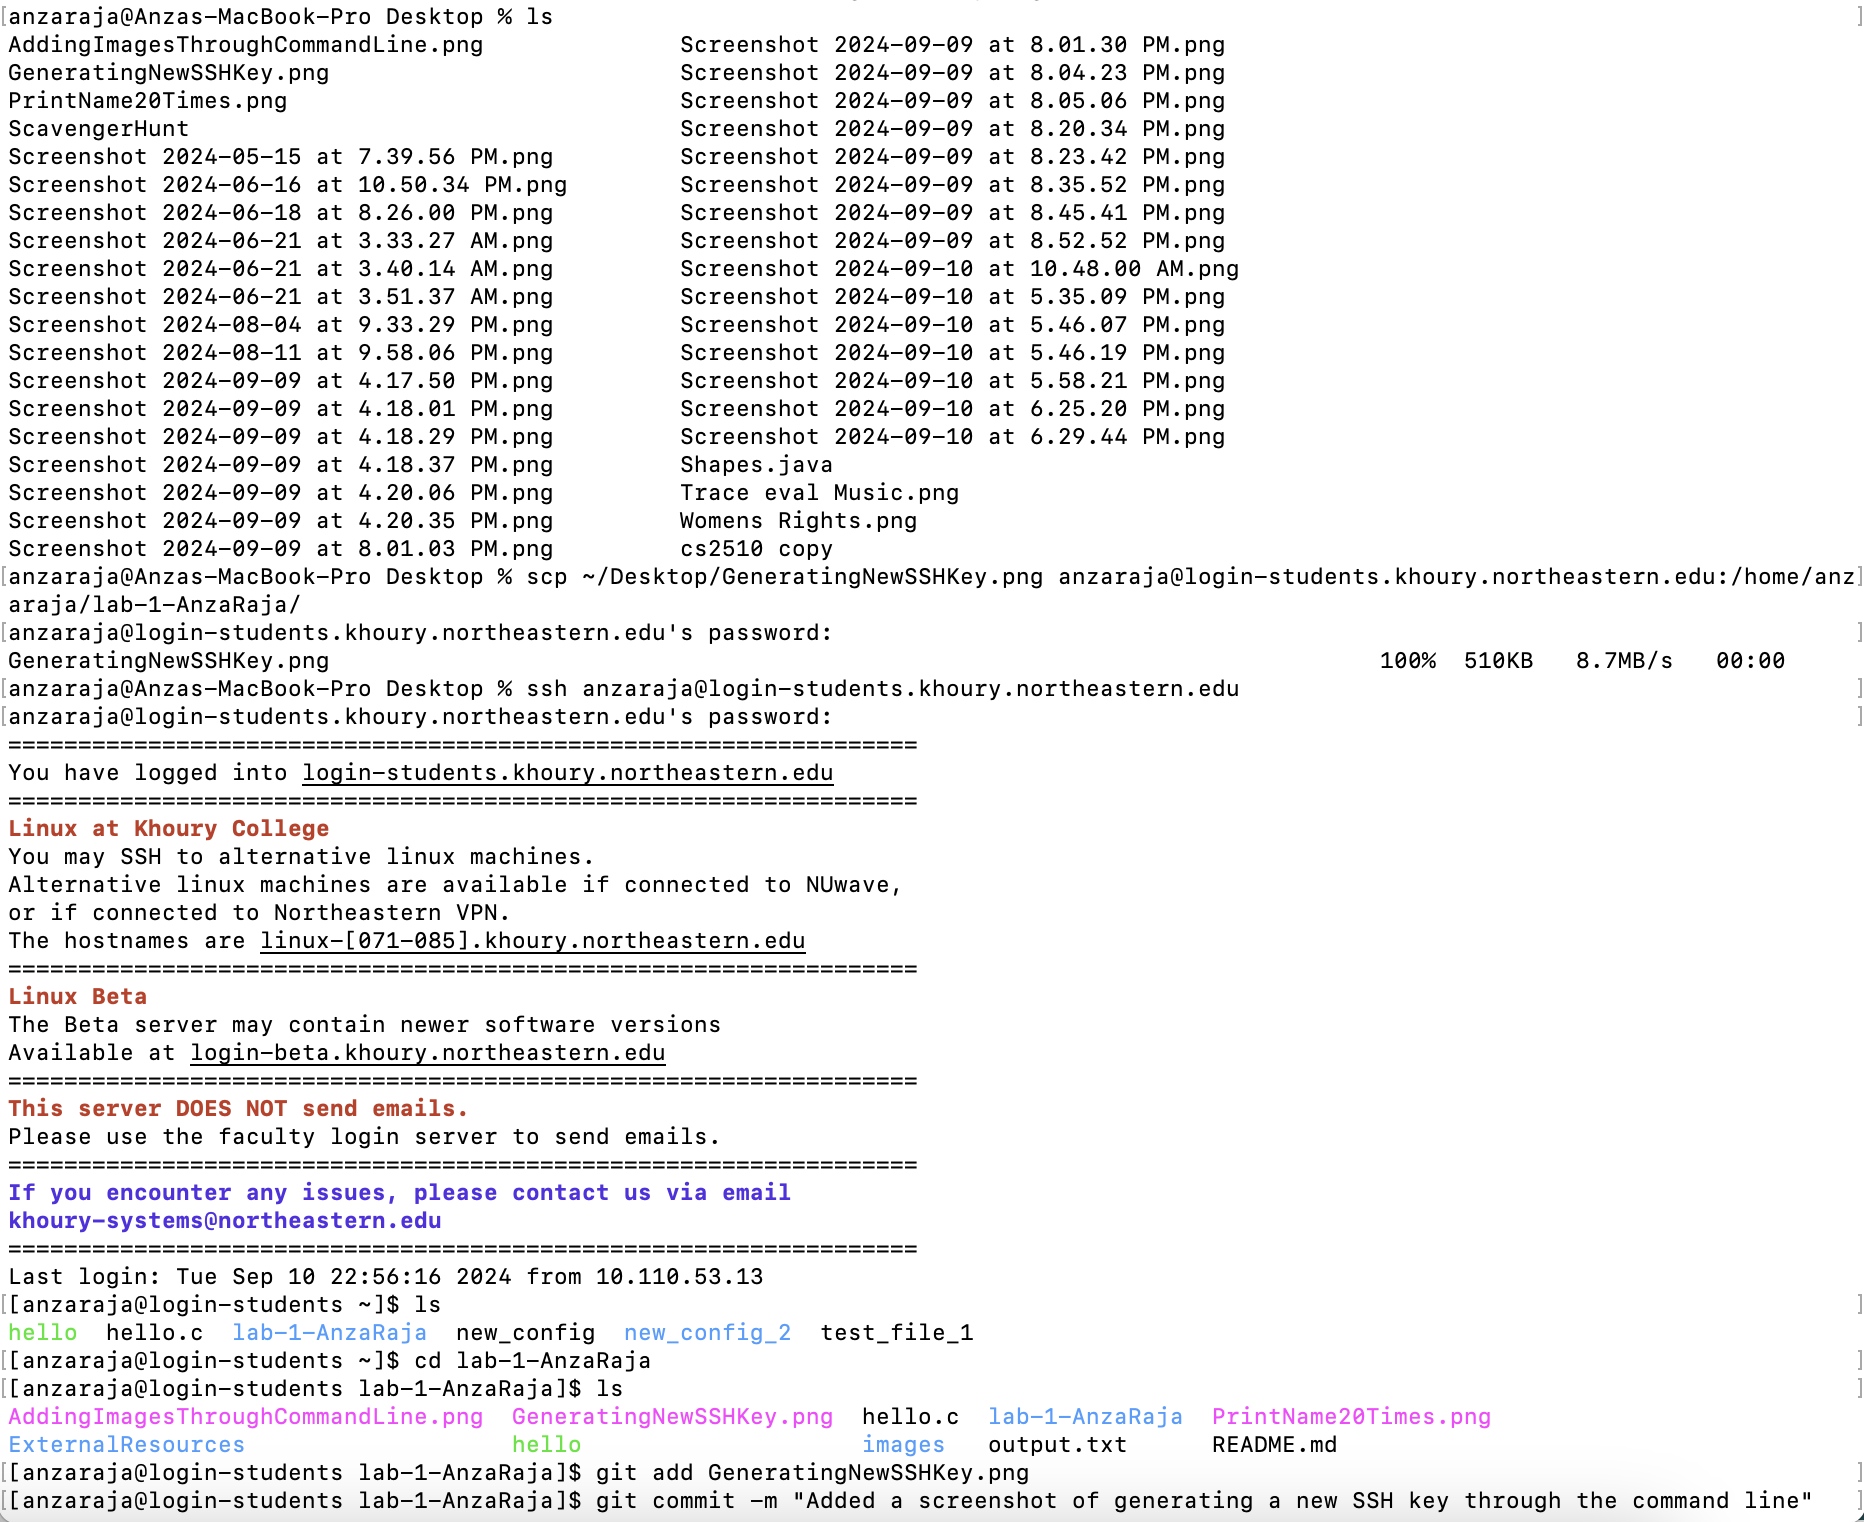 [anzaraja@Anzas-MacBook-Pro Desktop % ls ]
AddingImagesThroughCommandLine.png Screenshot 2024-09-09 at 8.01.30 PM.png
GeneratingNewSSHKey.png Screenshot 2024-09-09 at 8.04.23 PM.png
PrintName20Times.png Screenshot 2024-09-09 at 8.05.06 PM.png
ScavengerHunt Screenshot 2024-09-09 at 8.20.34 PM.png
Screenshot 2024-05-15 at 7.39.56 PM.png Screenshot 2024-09-09 at 8.23.42 PM.png
Screenshot 2024-06-16 at 10.50.34 PM.png Screenshot 2024-09-09 at 8.35.52 PM.png
Screenshot 2024-06-18 at 8.26.00 PM.png Screenshot 2024-09-09 at 8.45.41 PM.png
Screenshot 2024-06-21 at 3.33.27 AM.png Screenshot 2024-09-09 at 8.52.52 PM.png
Screenshot 2024-06-21 at 3.40.14 AM.png Screenshot 2024-09-10 at 10.48.00 AM.png
Screenshot 2024-06-21 at 3.51.37 AM.png Screenshot 2024-09-10 at 5.35.09 PM.png
Screenshot 2024-08-04 at 9.33.29 PM.png Screenshot 2024-09-10 at 5.46.07 PM.png
Screenshot 2024-08-11 at 9.58.06 PM.png Screenshot 2024-09-10 at 5.46.19 PM.png
Screenshot 2024-09-09 at 4.17.50 PM.png Screenshot 2024-09-10 at 5.58.21 PM.png
Screenshot 2024-09-09 at 4.18.01 PM.png Screenshot 2024-09-10 at 6.25.20 PM.png
Screenshot 2024-09-09 at 4.18.29 PM.png Screenshot 2024-09-10 at 6.29.44 PM.png
Screenshot 2024-09-09 at 4.18.37 PM.png Shapes.java
Screenshot 2024-09-09 at 4.20.06 PM.png Trace eval Music.png
Screenshot 2024-09-09 at 4.20.35 PM.png Womens Rights.png
Screenshot 2024-09-09 at 8.01.03 PM.png cs2510 copy
[anzaraja@Anzas-MacBook-Pro Desktop % scp ~/Desktop/GeneratingNewSSHKey.png anzaraja@login-students.khoury.northeastern.edu:/home/anz]
araja/lab-1-AnzaRaja/
[anzaraja@login-students.khoury.northeastern.edu's password: ]
GeneratingNewSSHKey.png 100% 510KB 8.7MB/s 00:00
[anzaraja@Anzas-MacBook-Pro Desktop % ssh anzaraja@login-students.khoury.northeastern.edu ]
[anzaraja@login-students.khoury.northeastern.edu's password: ]
=================================================================
You have logged into login-students.khoury.northeastern.edu
=================================================================
Linux at Khoury College
You may SSH to alternative linux machines.
Alternative linux machines are available if connected to NUwave,
or if connected to Northeastern VPN.
The hostnames are linux-[071-085].khoury.northeastern.edu
=================================================================
Linux Beta
The Beta server may contain newer software versions
Available at login-beta.khoury.northeastern.edu
=================================================================
This server DOES NOT send emails.
Please use the faculty login server to send emails.
=================================================================
If you encounter any issues, please contact us via email
khoury-systems@northeastern.edu
=================================================================
Last login: Tue Sep 10 22:56:16 2024 from 10.110.53.13
[[anzaraja@login-students ~]$ ls ]
hello hello.c lab-1-AnzaRaja new_config new_config_2 test_file_1
[[anzaraja@login-students ~]$ cd lab-1-AnzaRaja ]
[[anzaraja@login-students lab-1-AnzaRaja]$ ls ]
AddingImagesThroughCommandLine.png GeneratingNewSSHKey.png hello.c lab-1-AnzaRaja PrintName20Times.png
ExternalResources hello images output.txt README.md
[[anzaraja@login-students lab-1-AnzaRaja]$ git add GeneratingNewSSHKey.png ]
[[anzaraja@login-students lab-1-AnzaRaja]$ git commit -m "Added a screenshot of generating a new SSH key through the command line" ]